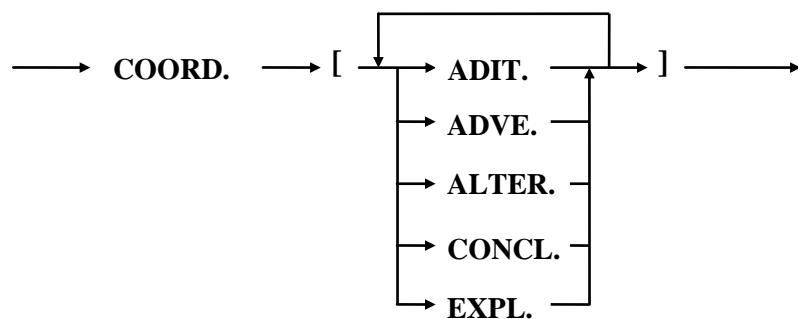 COORD. [ ADIT. ]
ADVE.
ALTER.
CONCL.
EXPL.